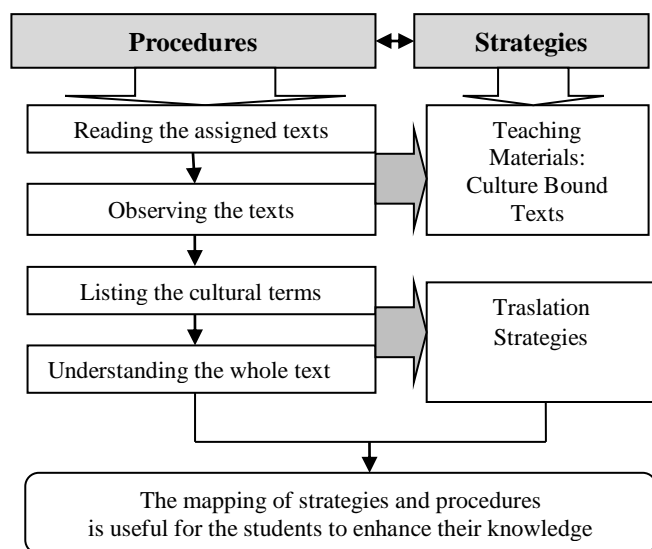 Procedures
Strategies
Reading the assigned texts
Observing the texts
Listing the cultural terms
Understanding the whole text
Teaching
Materials:
Culture Bound
Texts
Traslation
Strategies
The mapping of strategies and procedures
is useful for the students to enhance their knowledge